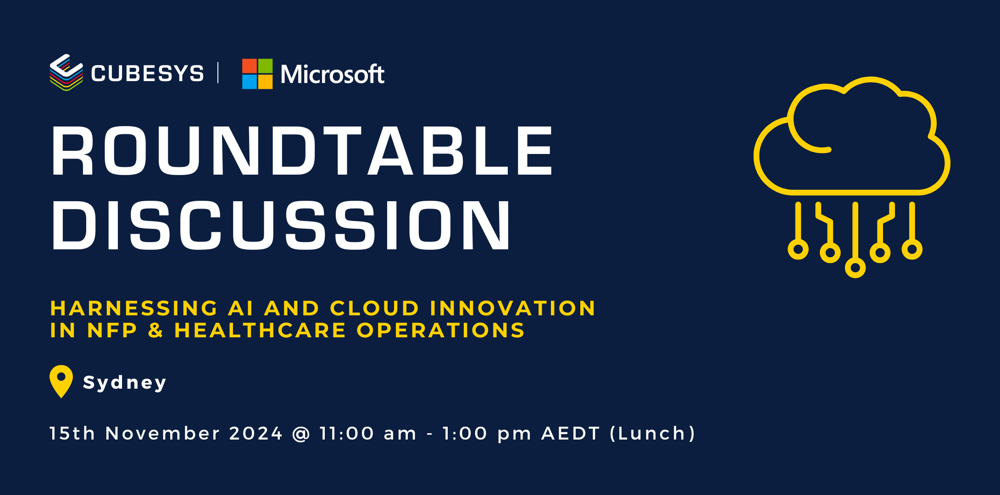 CUBESYS | Microsoft
ROUNDTABLE
DISCUSSION
HARNESSING AI AND CLOUD INNOVATION
IN NFP & HEALTHCARE OPERATIONS
Sydney
15th November 2024 @ 11:00 am - 1:00 pm AEDT (Lunch)